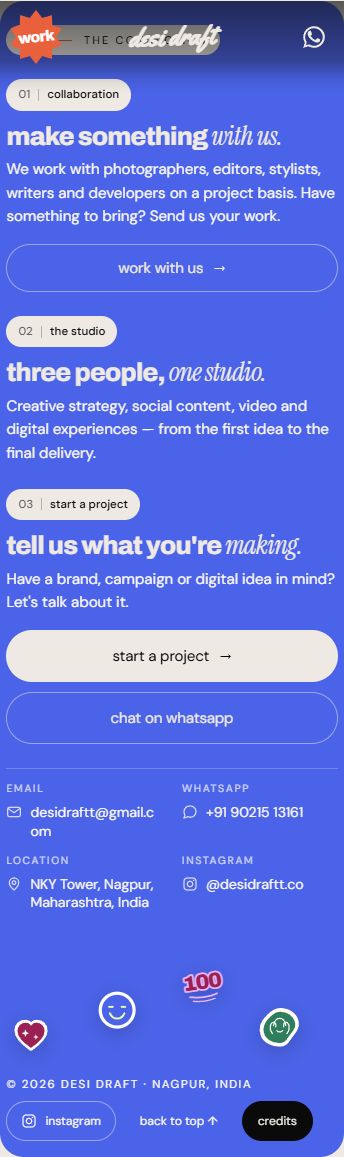 work
THE CO
desi draft
01 | collaboration
make something with us.
We work with photographers, editors, stylists,
writers and developers on a project basis. Have
something to bring? Send us your work.
work with us →
02 | the studio
three people, one studio.
Creative strategy, social content, video and
digital experiences — from the first idea to the
final delivery.
03 | start a project
tell us what you're making.
Have a brand, campaign or digital idea in mind?
Let's talk about it.
start a project →
chat on whatsapp
EMAIL
desidraftt@gmail.c
om
WHATSAPP
+91 90215 13161
LOCATION
NKY Tower, Nagpur,
Maharashtra, India
INSTAGRAM
@desidraftt.co
100
© 2026 DESI DRAFT · NAGPUR, INDIA
instagram
back to top ↑
credits